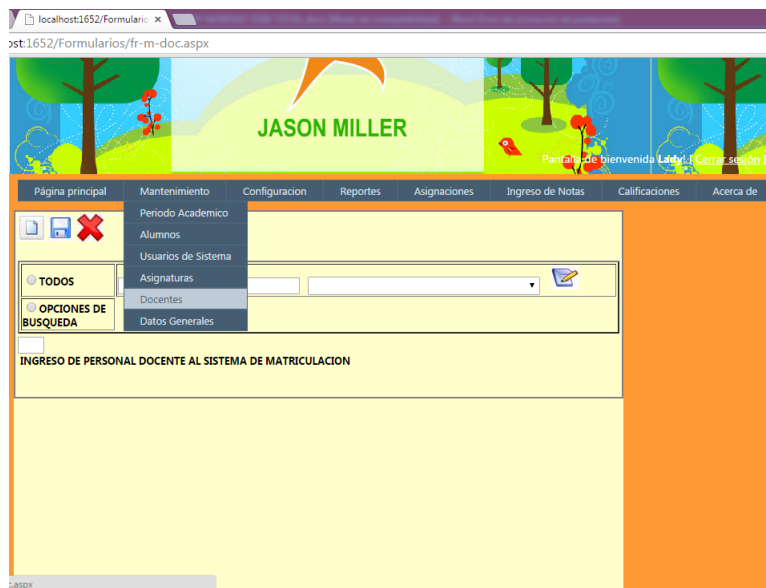 localhost:1652/Formularic
ost:1652/Formularios/fr-m-doc.aspx
JASON MILLER
Pantalla de bienvenida Lady! [ Cerrar sesión ]
Página principal Mantenimiento Configuracion Reportes Asignaciones Ingreso de Notas Calificaciones Acerca de
Periodo Academico
Alumnos
Usuarios de Sistema
Asignaturas
Docentes
Datos Generales
TODOS
OPCIONES DE
BUSQUEDA
INGRESO DE PERSONAL DOCENTE AL SISTEMA DE MATRICULACION
c.aspx